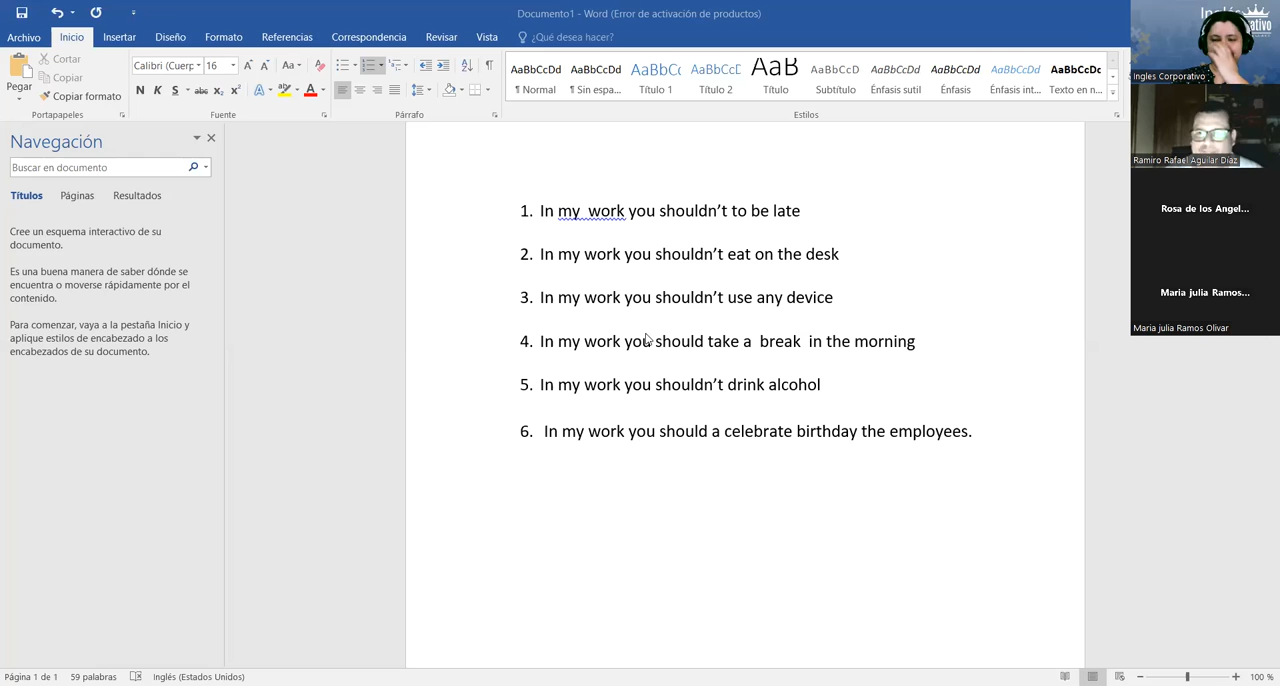 Documento1 - Word (Error de activación de productos)
Archivo Inicio Insertar Diseño Formato Referencias Correspondencia Revisar Vista ¿Qué desea hacer?
Pegar
Cortar
Copiar
Copiar formato
Portapapeles
Calibri (Cuerp 16
Fuente
Párrafo
AaBbCcDd AaBbCcDd AaBbCc AaBbCcD AaB AaBbCcD AaBbCcDd AaBbCcDd AaBbCcDd AaBbCcDc
¶ Normal ¶ Sin espa... Título 1 Título 2 Título Subtítulo Énfasis sutil Énfasis Énfasis int... Texto en n...
Estilos
Navegación
Buscar en documento
Títulos Páginas Resultados
Cree un esquema interactivo de su
documento.
Es una buena manera de saber dónde se
encuentra o moverse rápidamente por el
contenido.
Para comenzar, vaya a la pestaña Inicio y
aplique estilos de encabezado a los
encabezados de su documento.
1. In my work you shouldn't to be late
2. In my work you shouldn't eat on the desk
3. In my work you shouldn't use any device
4. In my work you should take a break in the morning
5. In my work you shouldn't drink alcohol
6. In my work you should a celebrate birthday the employees.
Ingles Corporativo
Ramiro Rafael Aguilar Diaz
Rosa de los Angel...
Maria julia Ramos...
Maria julia Ramos Olivar
Página 1 de 1 59 palabras Inglés (Estados Unidos) 100 %